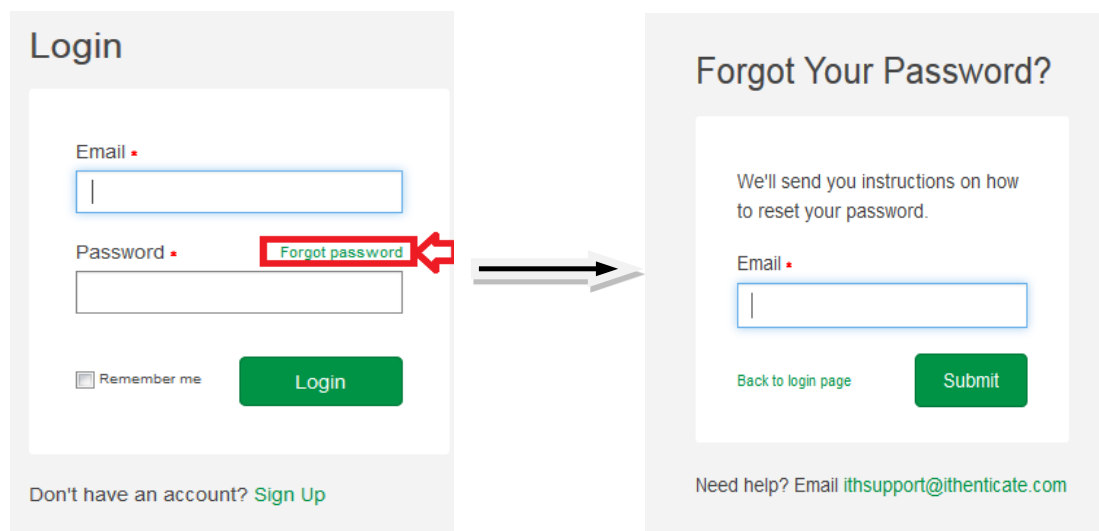 Login
Email *
Password *
Forgot password
Remember me
Login
Don't have an account? Sign Up
Forgot Your Password?
We'll send you instructions on how
to reset your password.
Email *
Back to login page
Submit
Need help? Email ithsupport@ithenticate.com